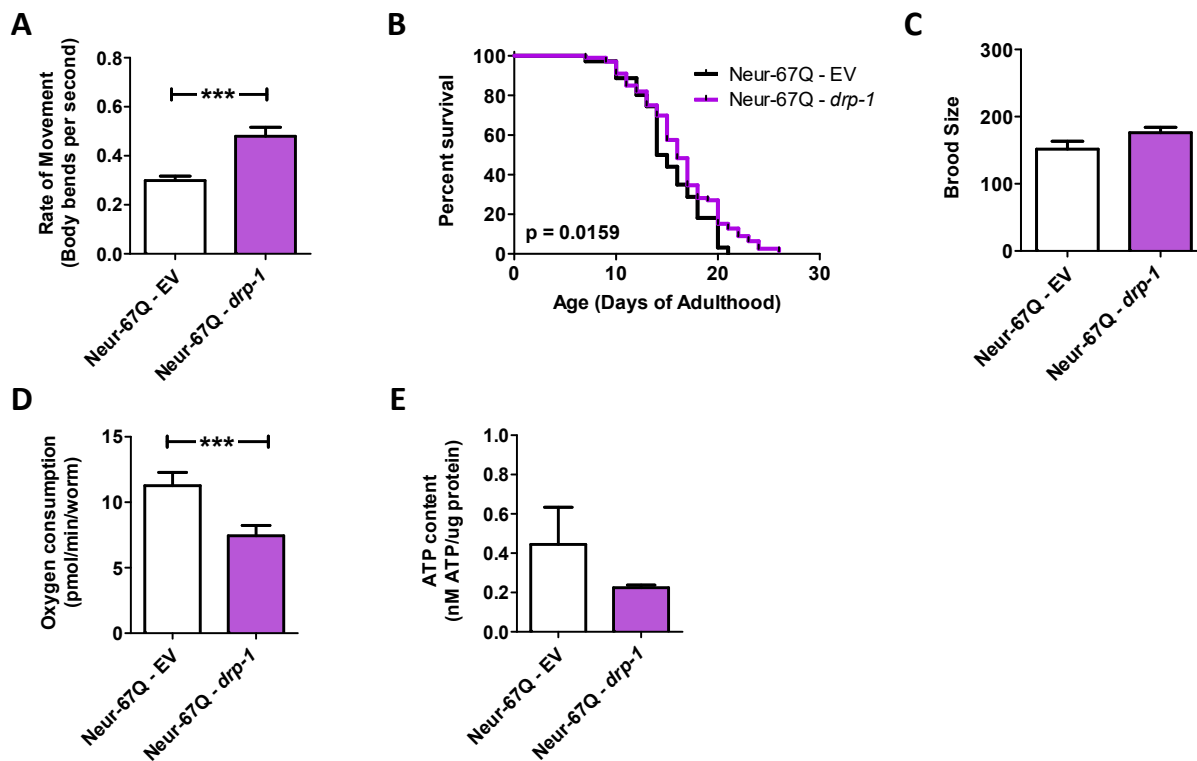 A
Rate of Movement
(Body bends per second)
0.8
0.6
0.4
0.2
0.0
***
Neur-67Q - EV
Neur-67Q - drp-1
B
Percent survival
100
80
60
40
20
0
Neur-67Q - EV
Neur-67Q - drp-1
p = 0.0159
0
10
20
30
Age (Days of Adulthood)
C
Brood Size
300
200
100
0
Neur-67Q - EV
Neur-67Q - drp-1
D
Oxygen consumption
(pmol/min/worm)
15
10
5
0
***
Neur-67Q - EV
Neur-67Q - drp-1
E
ATP content
(nM ATP/ug protein)
1.0
0.8
0.6
0.4
0.2
0.0
Neur-67Q - EV
Neur-67Q - drp-1